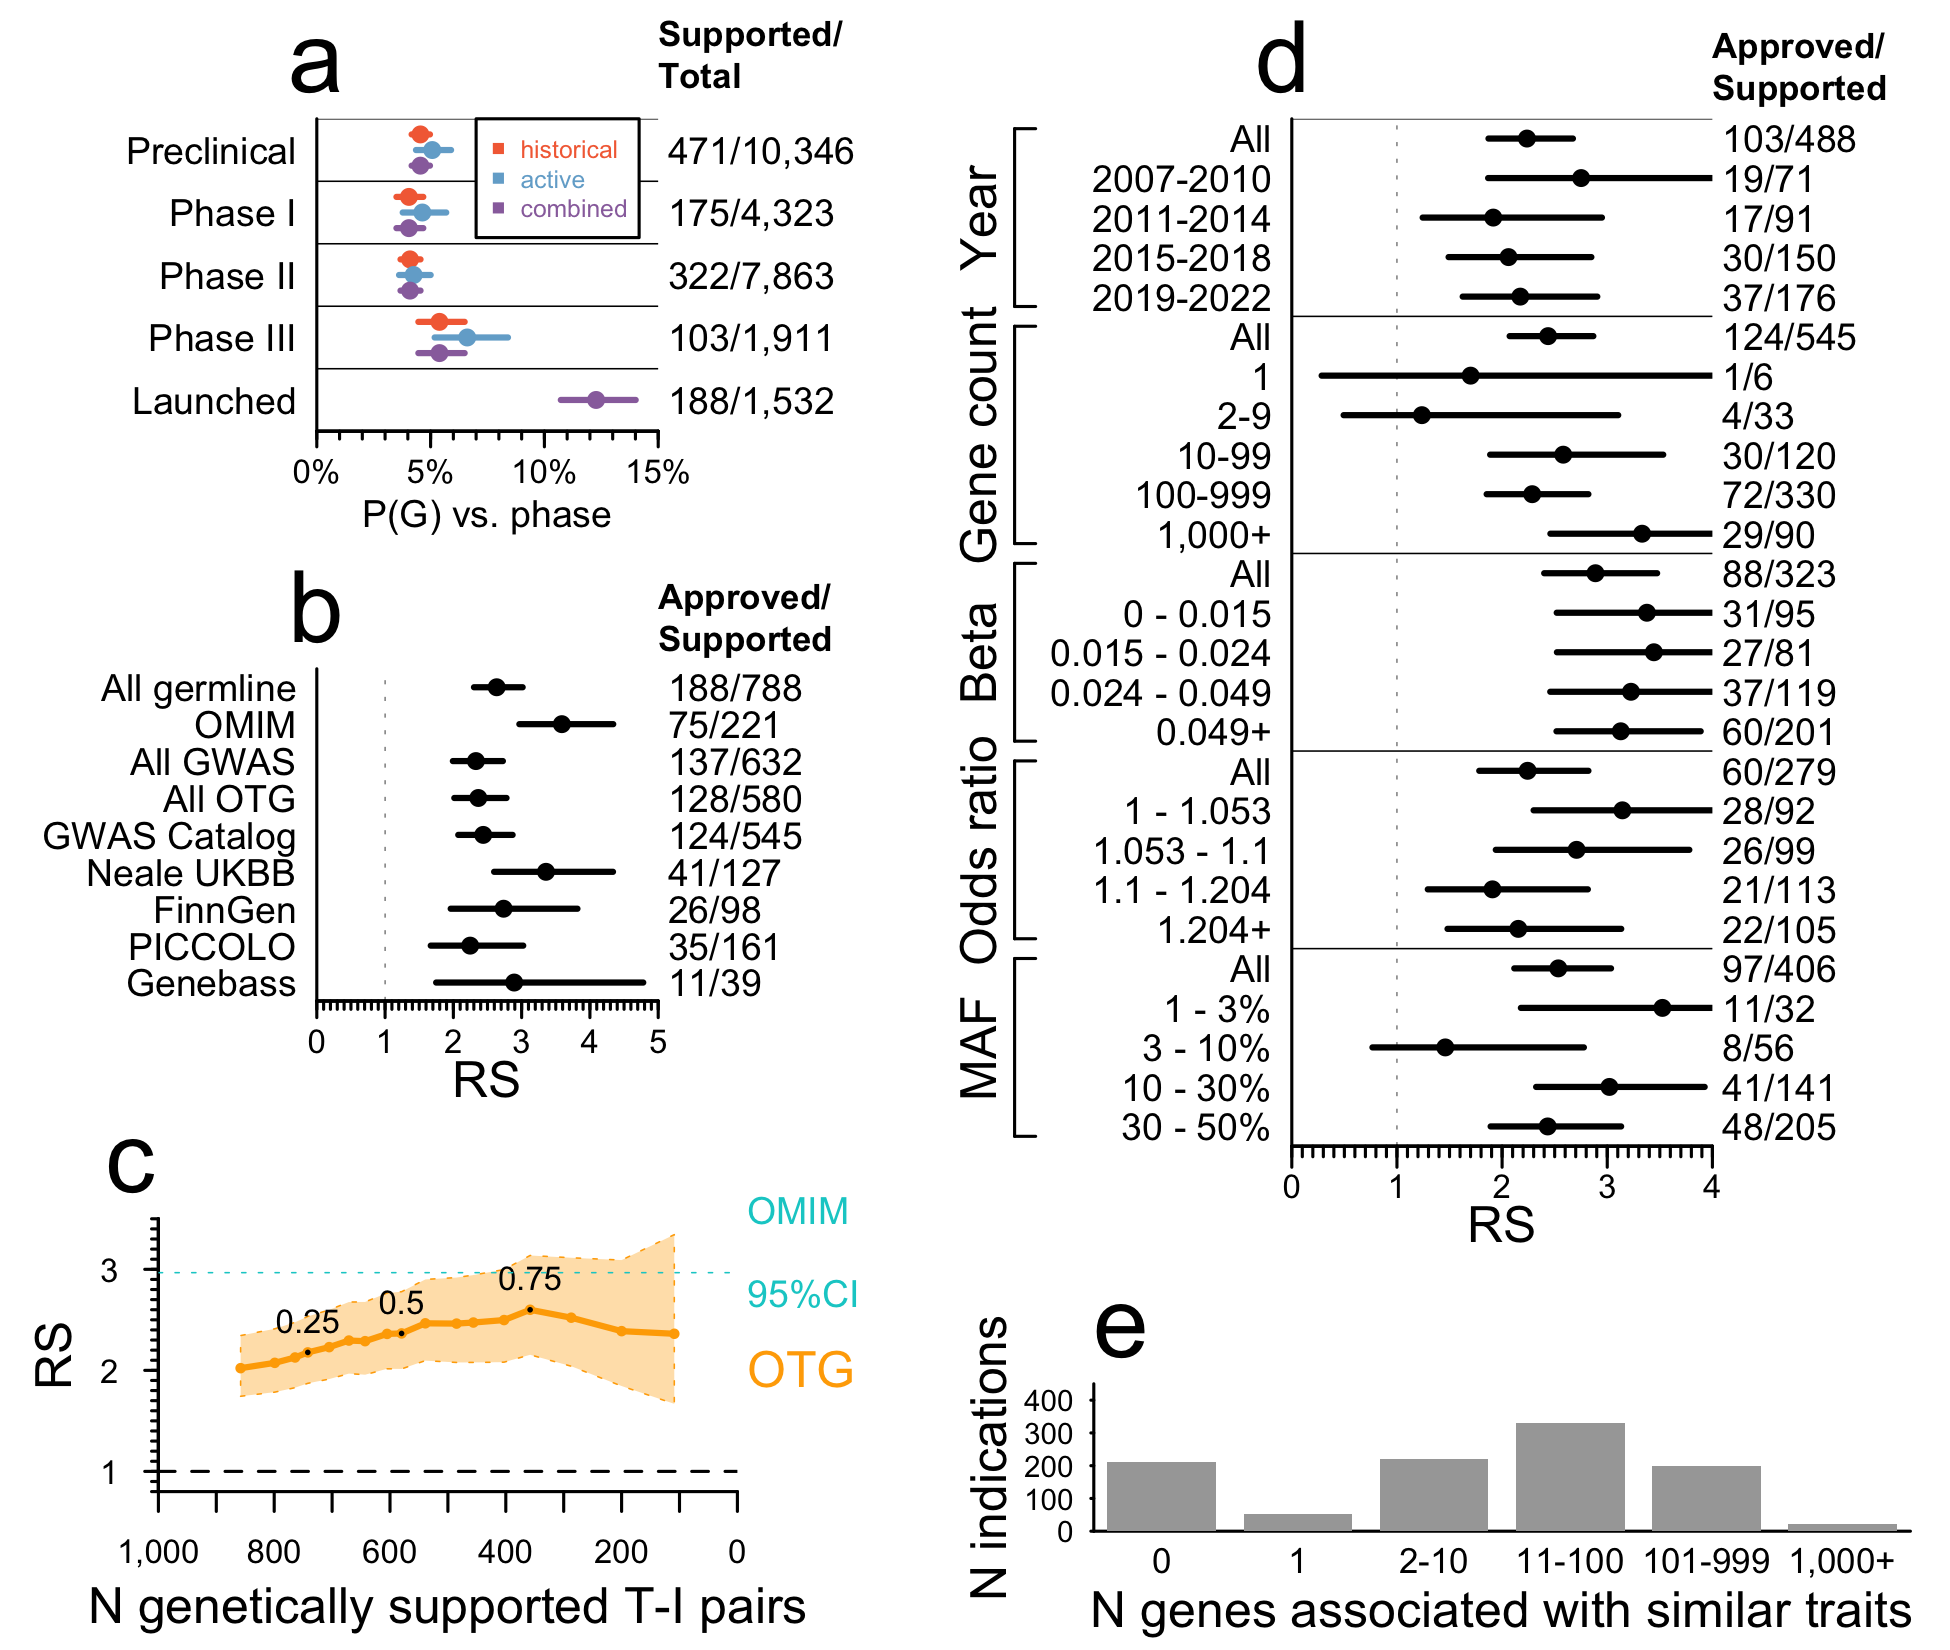 a
Supported/
Total
Preclinical 471/10,346
Phase I 175/4,323
Phase II 322/7,863
Phase III 103/1,911
Launched 188/1,532
historical
active
combined
0% 5% 10% 15%
P(G) vs. phase
b
Approved/
Supported
All germline 188/788
OMIM 75/221
All GWAS 137/632
All OTG 128/580
GWAS Catalog 124/545
Neale UKBB 41/127
FinnGen 26/98
PICCOLO 35/161
Genebass 11/39
0 1 2 3 4 5
RS
c
OMIM
95%CI
OTG
RS
3
2
1
0.25
0.5
0.75
1,000 800 600 400 200 0
N genetically supported T-I pairs
d
Approved/
Supported
Year
All 103/488
2007-2010 19/71
2011-2014 17/91
2015-2018 30/150
2019-2022 37/176
Gene count
All 124/545
1 1/6
2-9 4/33
10-99 30/120
100-999 72/330
1,000+ 29/90
Beta
All 88/323
0 - 0.015 31/95
0.015 - 0.024 27/81
0.024 - 0.049 37/119
0.049+ 60/201
Odds ratio
All 60/279
1 - 1.053 28/92
1.053 - 1.1 26/99
1.1 - 1.204 21/113
1.204+ 22/105
MAF
All 97/406
1 - 3% 11/32
3 - 10% 8/56
10 - 30% 41/141
30 - 50% 48/205
0 1 2 3 4
RS
e
N indications
400
300
200
100
0
0 1 2-10 11-100 101-999 1,000+
N genes associated with similar traits